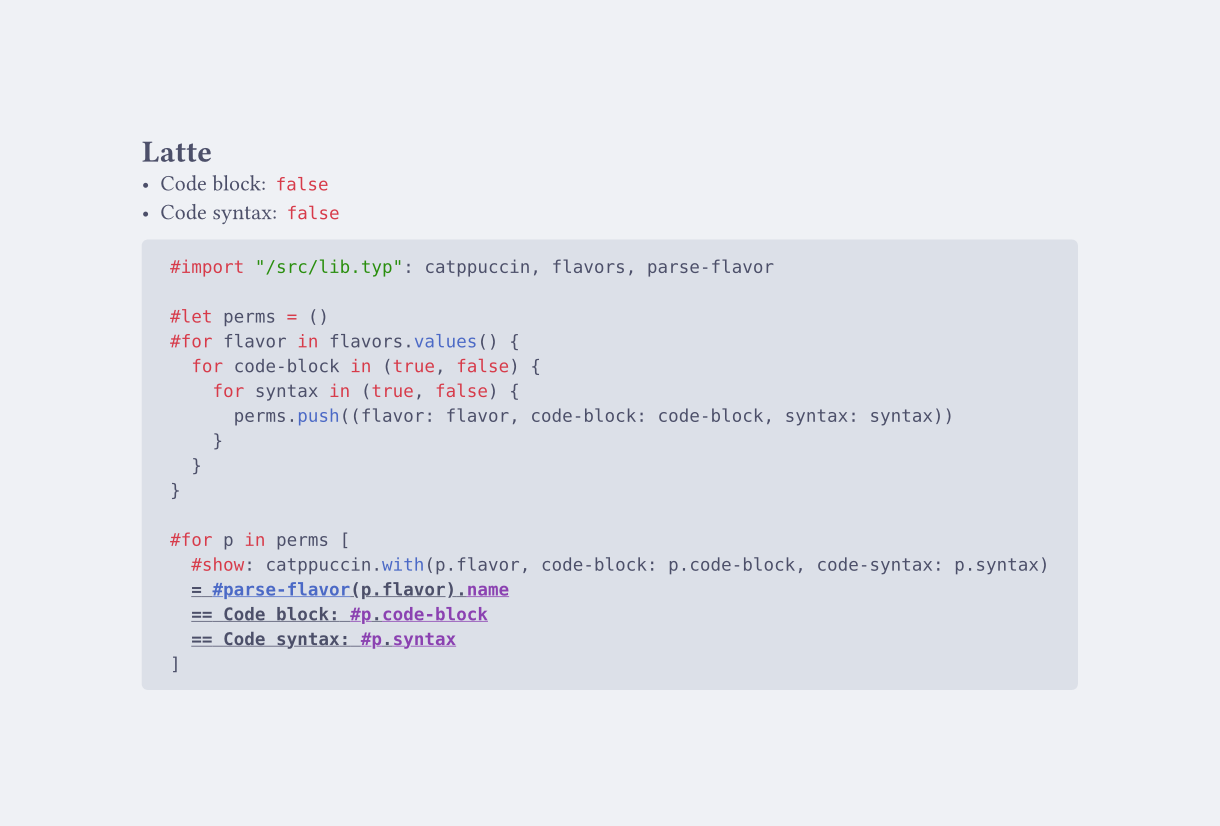 Latte
• Code block: false
• Code syntax: false
#import "/src/lib.typ": catppuccin, flavors, parse-flavor
#let perms = ()
#for flavor in flavors.values() {
  for code-block in (true, false) {
    for syntax in (true, false) {
      perms.push((flavor: flavor, code-block: code-block, syntax: syntax))
    }
  }
}
#for p in perms [
  #show: catppuccin.with(p.flavor, code-block: p.code-block, code-syntax: p.syntax)
  = #parse-flavor(p.flavor).name
  == Code block: #p.code-block
  == Code syntax: #p.syntax
]